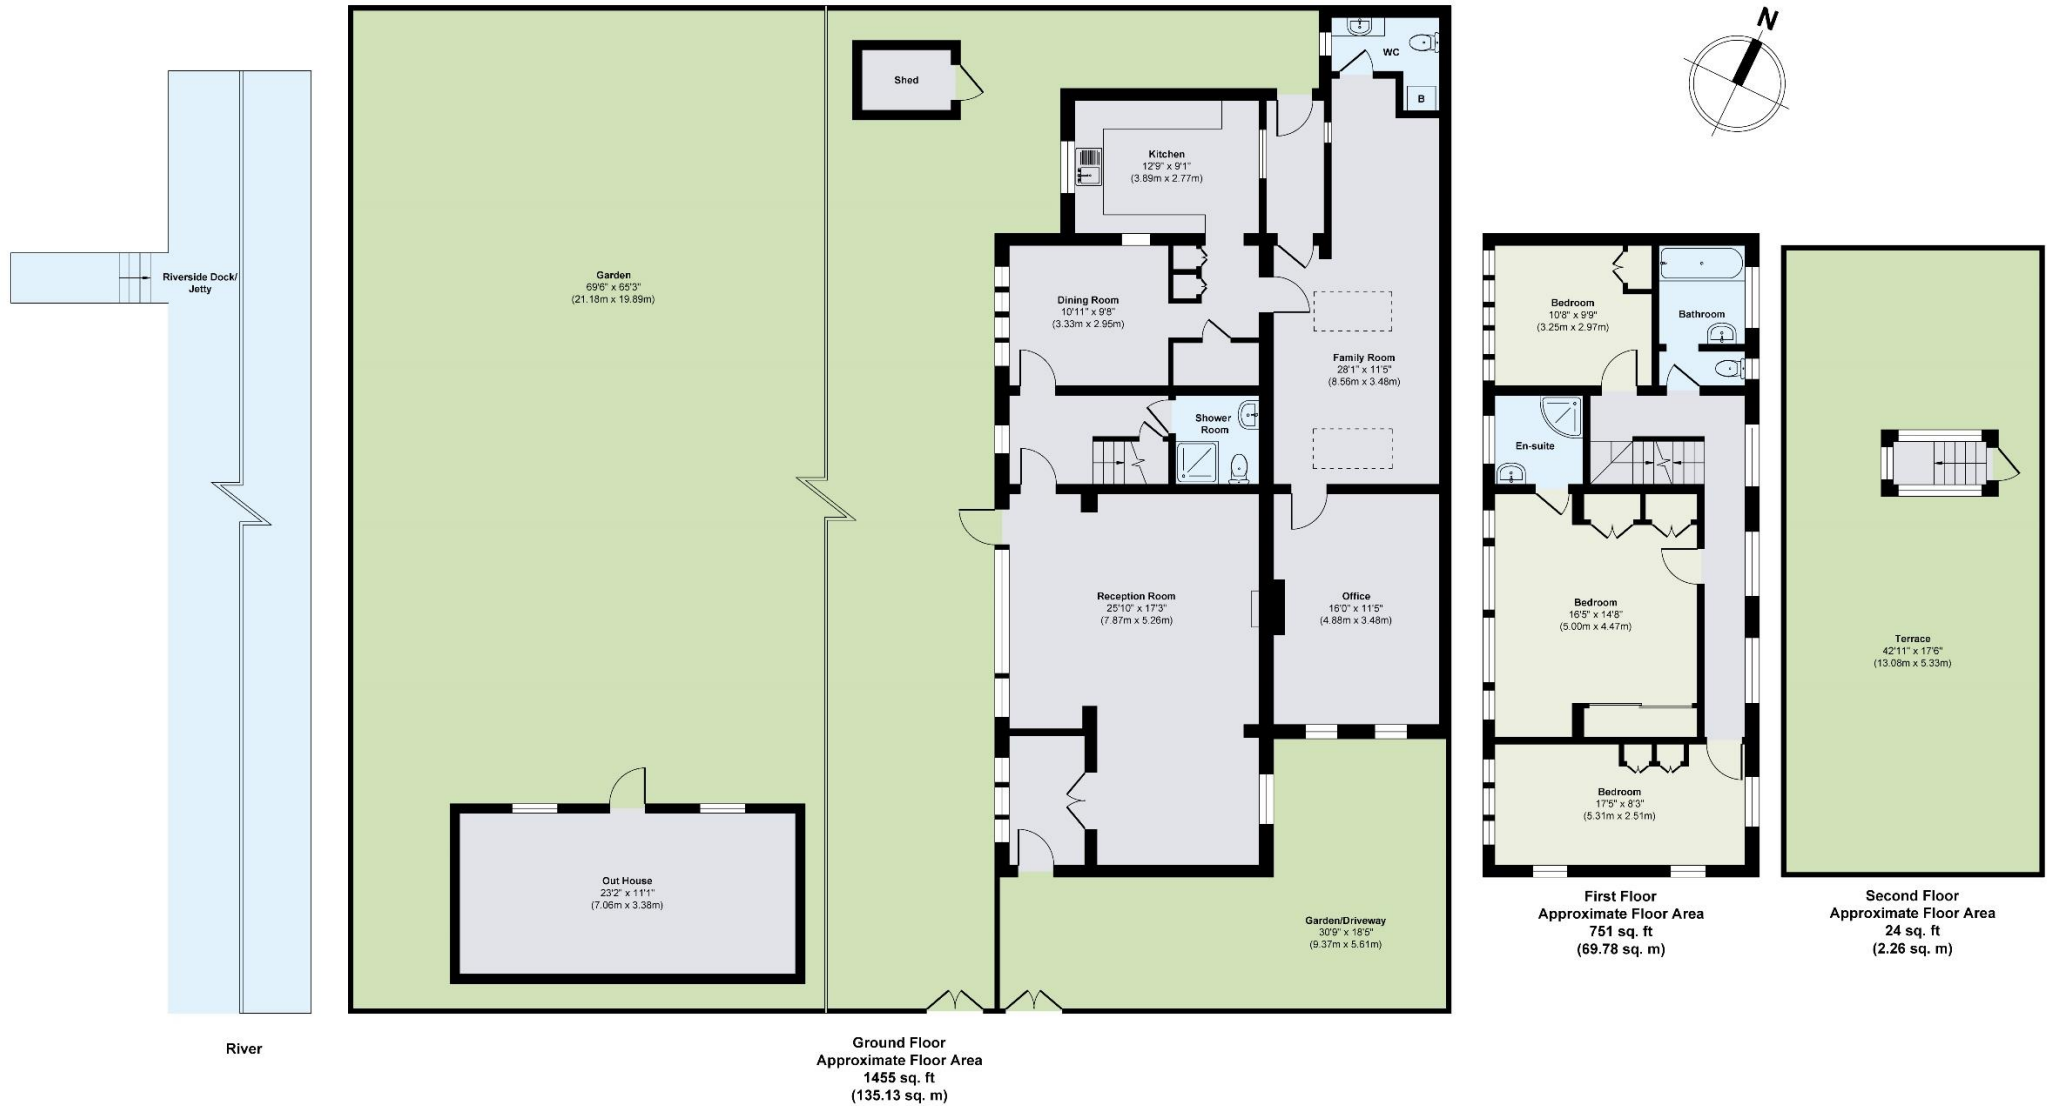 N
Shed
WC
B
Kitchen
12'9" x 9'1"
(3.89m x 2.77m)
Riverside Dock/
Jetty
Garden
69'6" x 65'3"
(21.18m x 19.89m)
Dining Room
10'11" x 9'8"
(3.33m x 2.95m)
Family Room
28'1" x 11'5"
(8.56m x 3.48m)
Shower
Room
Reception Room
25'10" x 17'3"
(7.87m x 5.26m)
Office
16'0" x 11'5"
(4.88m x 3.48m)
Out House
23'2" x 11'1"
(7.06m x 3.38m)
Garden/Driveway
30'9" x 18'5"
(9.37m x 5.61m)
Bedroom
10'8" x 9'9"
(3.25m x 2.97m)
Bathroom
En-suite
Bedroom
16'5" x 14'8"
(5.00m x 4.47m)
Bedroom
17'5" x 8'3"
(5.31m x 2.51m)
Terrace
42'11" x 17'6"
(13.08m x 5.33m)
First Floor
Approximate Floor Area
751 sq. ft
(69.78 sq. m)
Second Floor
Approximate Floor Area
24 sq. ft
(2.26 sq. m)
River
Ground Floor
Approximate Floor Area
1455 sq. ft
(135.13 sq. m)